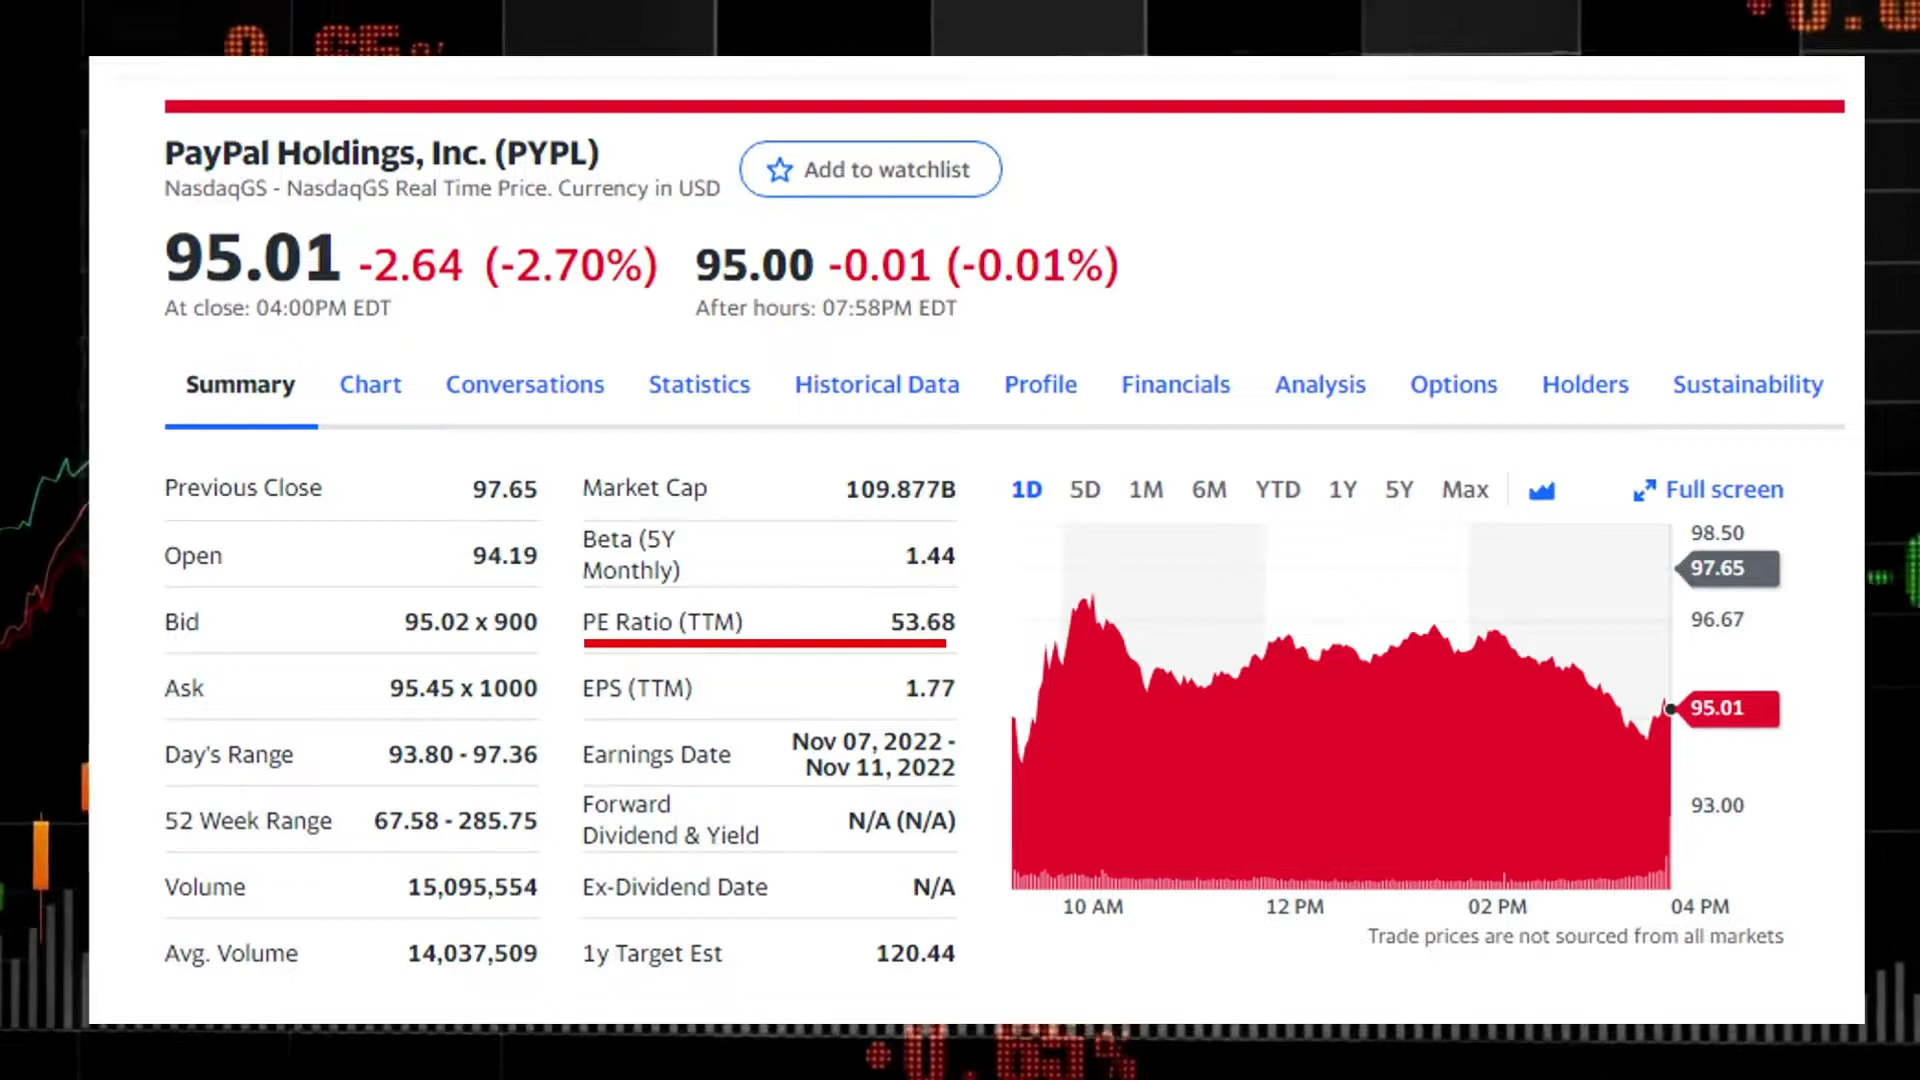 PayPal Holdings, Inc. (PYPL)
NasdaqGS - NasdaqGS Real Time Price. Currency in USD
Add to watchlist
95.01 -2.64 (-2.70%)
At close: 04:00PM EDT
95.00 -0.01 (-0.01%)
After hours: 07:58PM EDT
Summary Chart Conversations Statistics Historical Data Profile Financials Analysis Options Holders Sustainability
Previous Close 97.65
Open 94.19
Bid 95.02 x 900
Ask 95.45 x 1000
Day's Range 93.80 - 97.36
52 Week Range 67.58 - 285.75
Volume 15,095,554
Avg. Volume 14,037,509
Market Cap 109.877B
Beta (5Y
Monthly) 1.44
PE Ratio (TTM) 53.68
EPS (TTM) 1.77
Earnings Date Nov 07, 2022 -
Nov 11, 2022
Forward
Dividend & Yield N/A (N/A)
Ex-Dividend Date N/A
1y Target Est 120.44
1D 5D 1M 6M YTD 1Y 5Y Max Full screen
98.50
97.65
96.67
95.01
93.00
10 AM 12 PM 02 PM 04 PM
Trade prices are not sourced from all markets